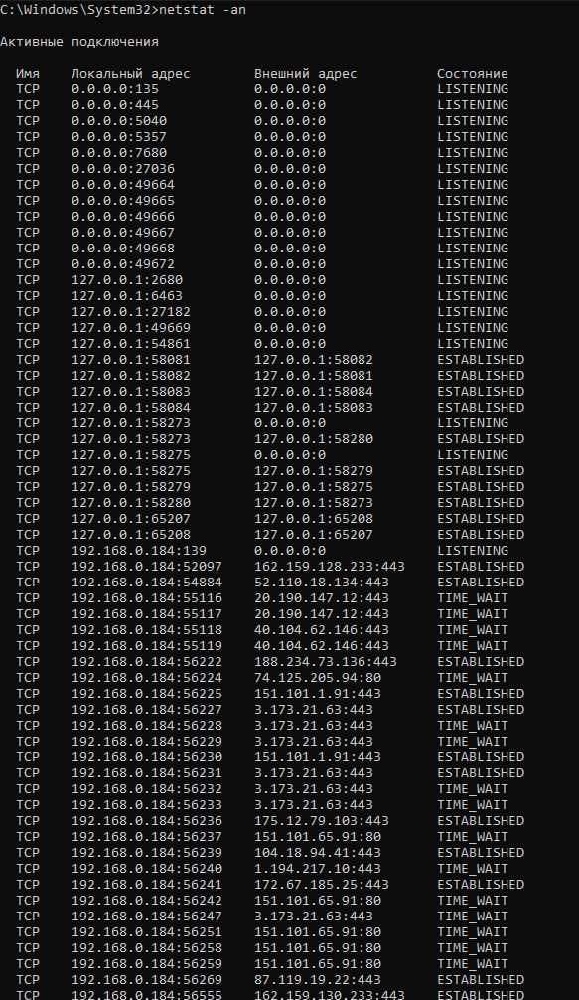 C:\Windows\System32>netstat -an
Активные подключения
Имя Локальный адрес Внешний адрес Состояние
TCP 0.0.0.0:135 0.0.0.0:0 LISTENING
TCP 0.0.0.0:445 0.0.0.0:0 LISTENING
TCP 0.0.0.0:5040 0.0.0.0:0 LISTENING
TCP 0.0.0.0:5357 0.0.0.0:0 LISTENING
TCP 0.0.0.0:7680 0.0.0.0:0 LISTENING
TCP 0.0.0.0:27036 0.0.0.0:0 LISTENING
TCP 0.0.0.0:49664 0.0.0.0:0 LISTENING
TCP 0.0.0.0:49665 0.0.0.0:0 LISTENING
TCP 0.0.0.0:49666 0.0.0.0:0 LISTENING
TCP 0.0.0.0:49667 0.0.0.0:0 LISTENING
TCP 0.0.0.0:49668 0.0.0.0:0 LISTENING
TCP 0.0.0.0:49672 0.0.0.0:0 LISTENING
TCP 127.0.0.1:2680 0.0.0.0:0 LISTENING
TCP 127.0.0.1:6463 0.0.0.0:0 LISTENING
TCP 127.0.0.1:27182 0.0.0.0:0 LISTENING
TCP 127.0.0.1:49669 0.0.0.0:0 LISTENING
TCP 127.0.0.1:54861 0.0.0.0:0 LISTENING
TCP 127.0.0.1:58081 127.0.0.1:58082 ESTABLISHED
TCP 127.0.0.1:58082 127.0.0.1:58081 ESTABLISHED
TCP 127.0.0.1:58083 127.0.0.1:58084 ESTABLISHED
TCP 127.0.0.1:58084 127.0.0.1:58083 ESTABLISHED
TCP 127.0.0.1:58273 0.0.0.0:0 LISTENING
TCP 127.0.0.1:58273 127.0.0.1:58280 ESTABLISHED
TCP 127.0.0.1:58275 0.0.0.0:0 LISTENING
TCP 127.0.0.1:58275 127.0.0.1:58279 ESTABLISHED
TCP 127.0.0.1:58279 127.0.0.1:58275 ESTABLISHED
TCP 127.0.0.1:58280 127.0.0.1:58273 ESTABLISHED
TCP 127.0.0.1:65207 127.0.0.1:65208 ESTABLISHED
TCP 127.0.0.1:65208 127.0.0.1:65207 ESTABLISHED
TCP 192.168.0.184:139 0.0.0.0:0 LISTENING
TCP 192.168.0.184:52097 162.159.128.233:443 ESTABLISHED
TCP 192.168.0.184:54884 52.110.18.134:443 ESTABLISHED
TCP 192.168.0.184:55116 20.190.147.12:443 TIME_WAIT
TCP 192.168.0.184:55117 20.190.147.12:443 TIME_WAIT
TCP 192.168.0.184:55118 40.104.62.146:443 TIME_WAIT
TCP 192.168.0.184:55119 40.104.62.146:443 TIME_WAIT
TCP 192.168.0.184:56222 188.234.73.136:443 ESTABLISHED
TCP 192.168.0.184:56224 74.125.205.94:80 TIME_WAIT
TCP 192.168.0.184:56225 151.101.1.91:443 ESTABLISHED
TCP 192.168.0.184:56227 3.173.21.63:443 ESTABLISHED
TCP 192.168.0.184:56228 3.173.21.63:443 TIME_WAIT
TCP 192.168.0.184:56229 3.173.21.63:443 TIME_WAIT
TCP 192.168.0.184:56230 151.101.1.91:443 ESTABLISHED
TCP 192.168.0.184:56231 3.173.21.63:443 ESTABLISHED
TCP 192.168.0.184:56232 3.173.21.63:443 TIME_WAIT
TCP 192.168.0.184:56233 3.173.21.63:443 TIME_WAIT
TCP 192.168.0.184:56236 175.12.79.103:443 ESTABLISHED
TCP 192.168.0.184:56237 151.101.65.91:80 TIME_WAIT
TCP 192.168.0.184:56239 104.18.94.41:443 ESTABLISHED
TCP 192.168.0.184:56240 1.194.217.10:443 TIME_WAIT
TCP 192.168.0.184:56241 172.67.185.25:443 ESTABLISHED
TCP 192.168.0.184:56242 151.101.65.91:80 TIME_WAIT
TCP 192.168.0.184:56247 3.173.21.63:443 TIME_WAIT
TCP 192.168.0.184:56251 151.101.65.91:80 TIME_WAIT
TCP 192.168.0.184:56258 151.101.65.91:80 TIME_WAIT
TCP 192.168.0.184:56259 151.101.65.91:80 TIME_WAIT
TCP 192.168.0.184:56269 87.119.19.22:443 ESTABLISHED
TCP 192.168.0.184:56555 162.159.130.233:443 ESTABLISHED